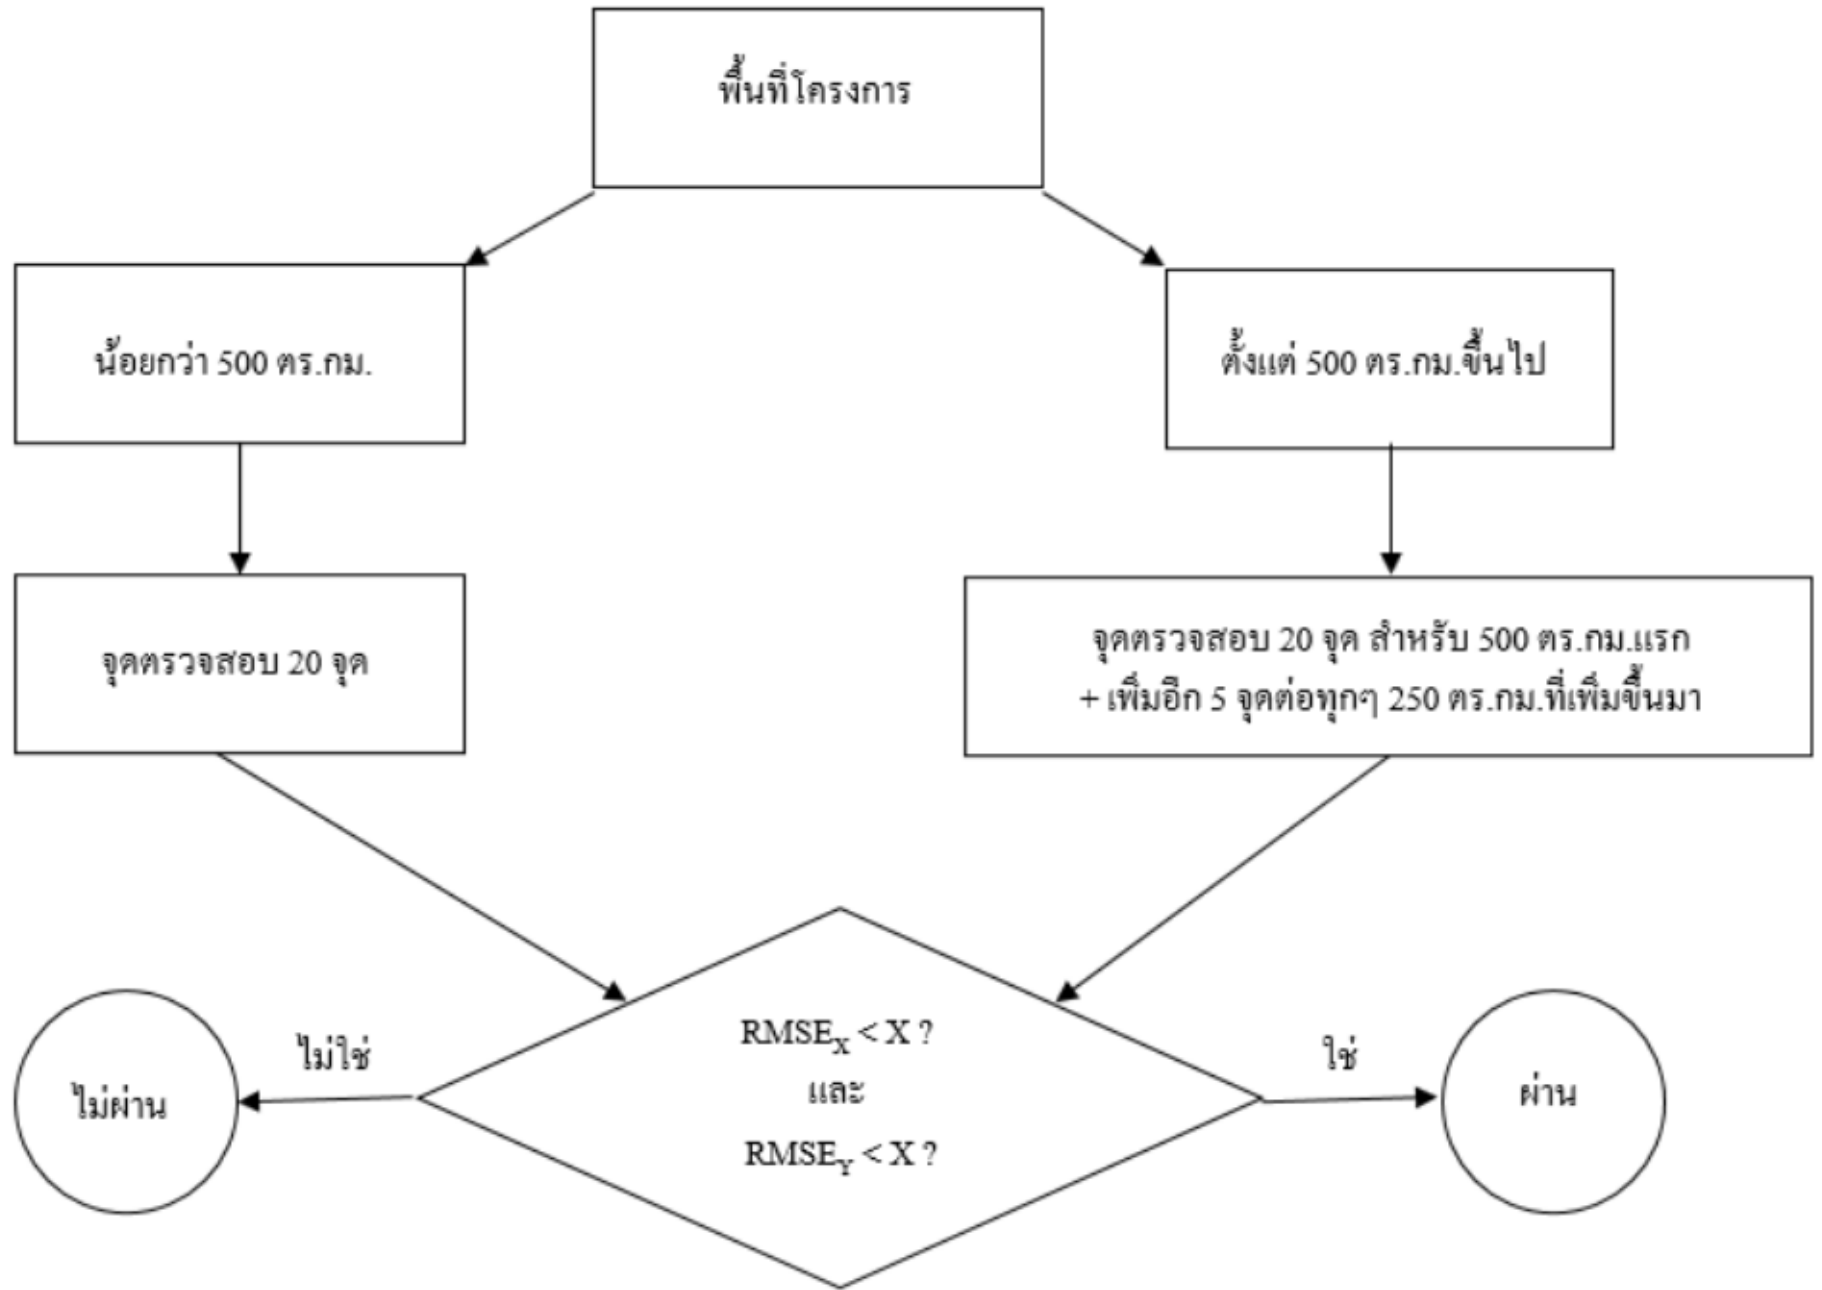 พื้นที่โครงการ
น้อยกว่า 500 ตร.กม.
ตั้งแต่ 500 ตร.กม.ขึ้นไป
จุดตรวจสอบ 20 จุด
จุดตรวจสอบ 20 จุด สำหรับ 500 ตร.กม.แรก
+ เพิ่มอีก 5 จุดต่อทุกๆ 250 ตร.กม.ที่เพิ่มขึ้นมา
RMSE_X < X ?
และ
RMSE_Y < X ?
ไม่ใช่
ไม่ผ่าน
ใช่
ผ่าน